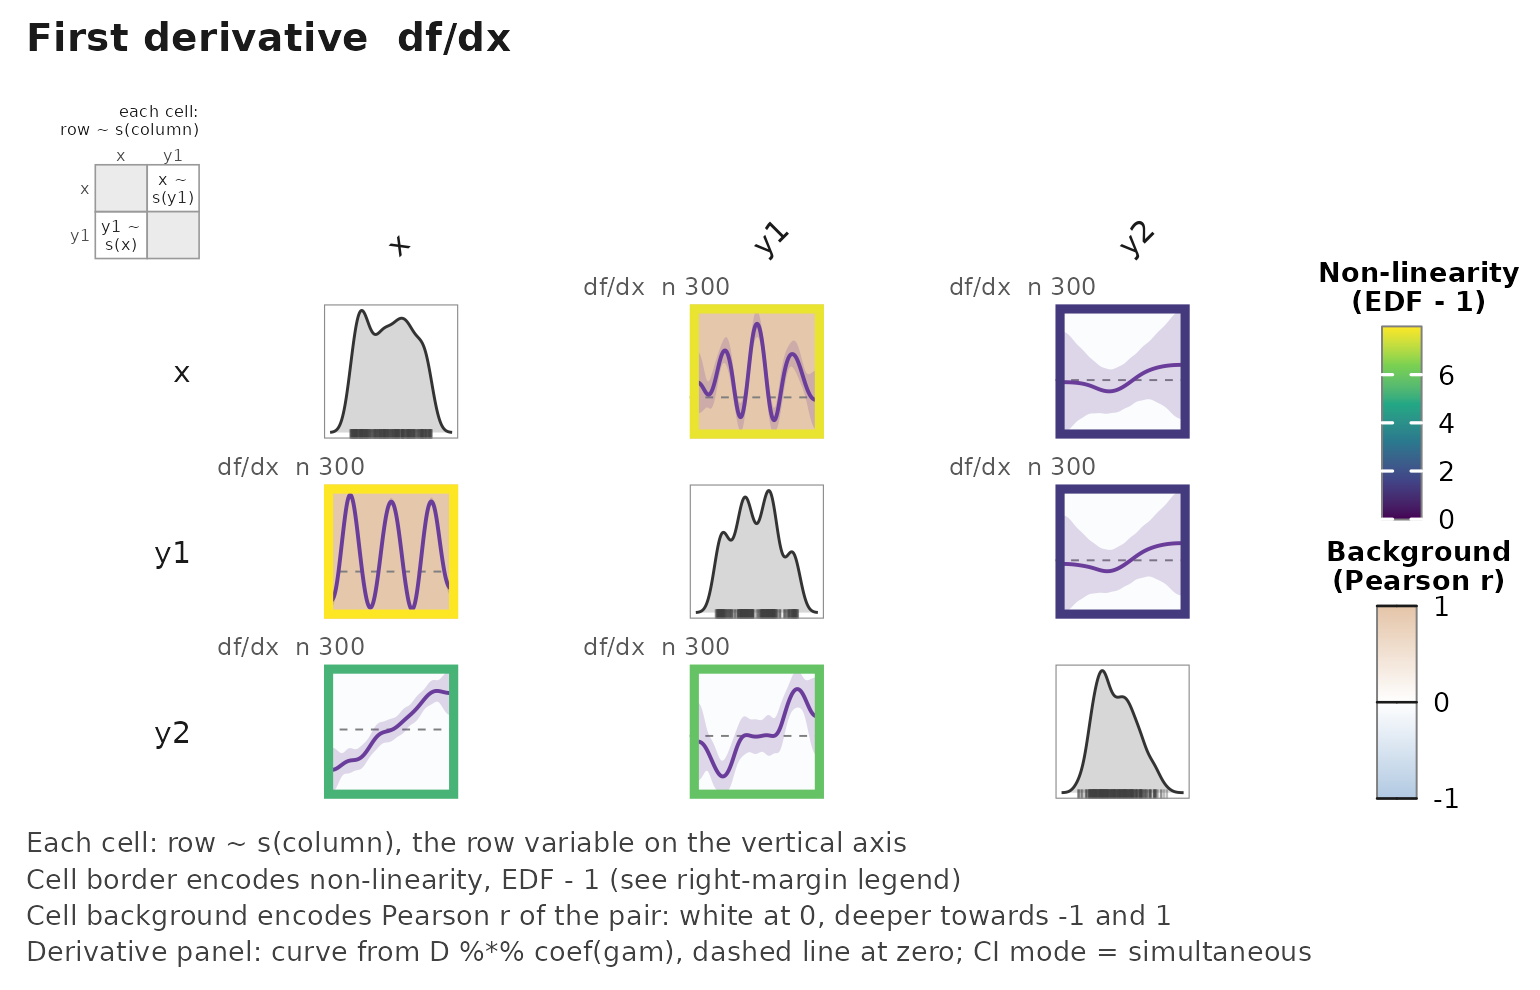 First derivative  df/dx
each cell:
row ~ s(column)
x y1
x
x ~
s(y1)
y1
y1 ~
s(x)
x y1 y2
df/dx  n 300
df/dx  n 300
x
df/dx  n 300
df/dx  n 300
y1
df/dx  n 300
df/dx  n 300
y2
Non-linearity
(EDF - 1)
6
4
2
0
Background
(Pearson r)
1
0
-1
Each cell: row ~ s(column), the row variable on the vertical axis
Cell border encodes non-linearity, EDF - 1 (see right-margin legend)
Cell background encodes Pearson r of the pair: white at 0, deeper towards -1 and 1
Derivative panel: curve from D %*% coef(gam), dashed line at zero; CI mode = simultaneous